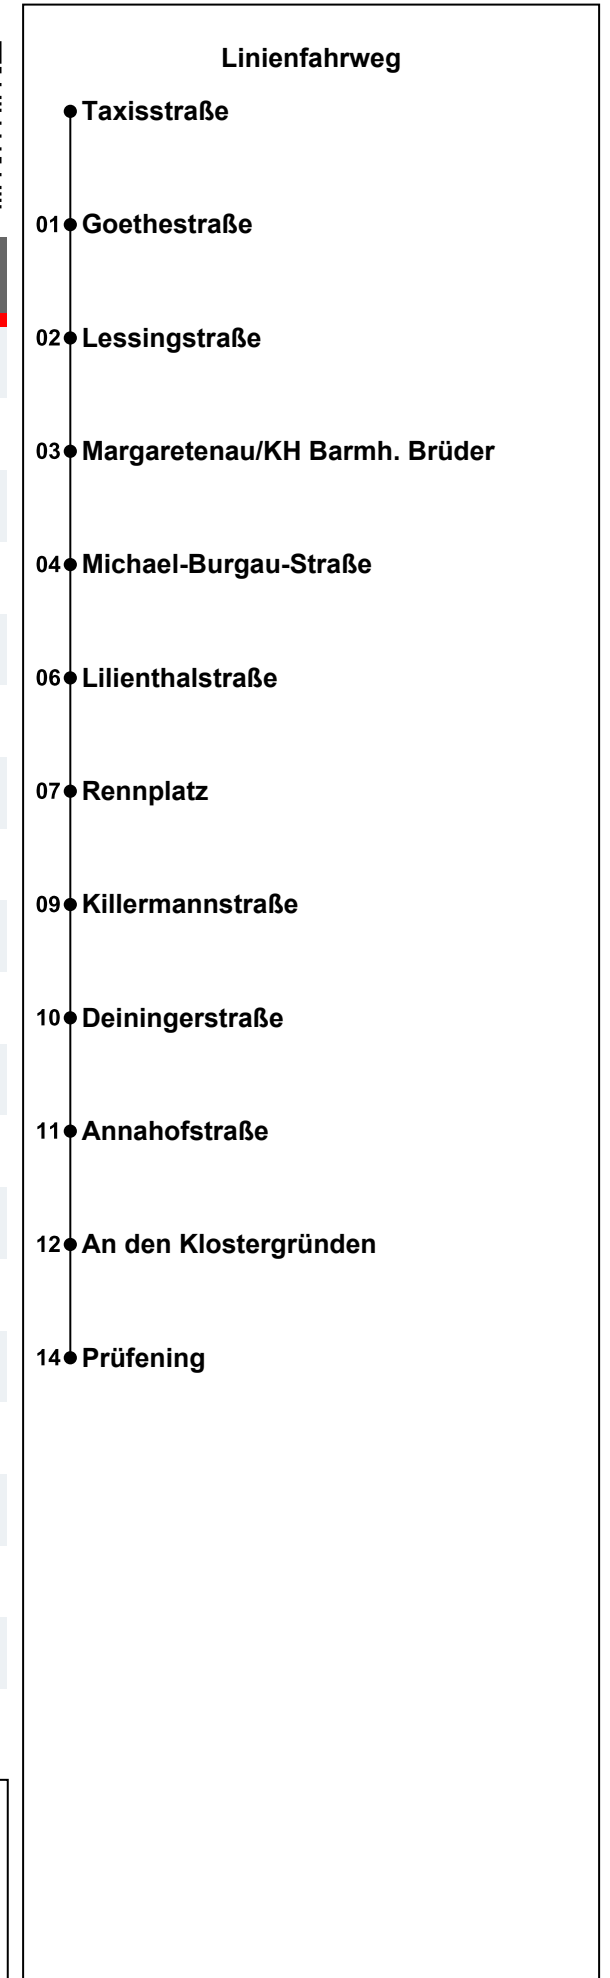 Linienfahrweg
Taxisstraße
01 Goethestraße
02 Lessingstraße
03 Margaretenau/KH Barmh. Brüder
04 Michael-Burgau-Straße
06 Lilienthalstraße
07 Rennplatz
09 Killermannstraße
10 Deiningerstraße
11 Annahofstraße
12 An den Klostergründen
14 Prüfening